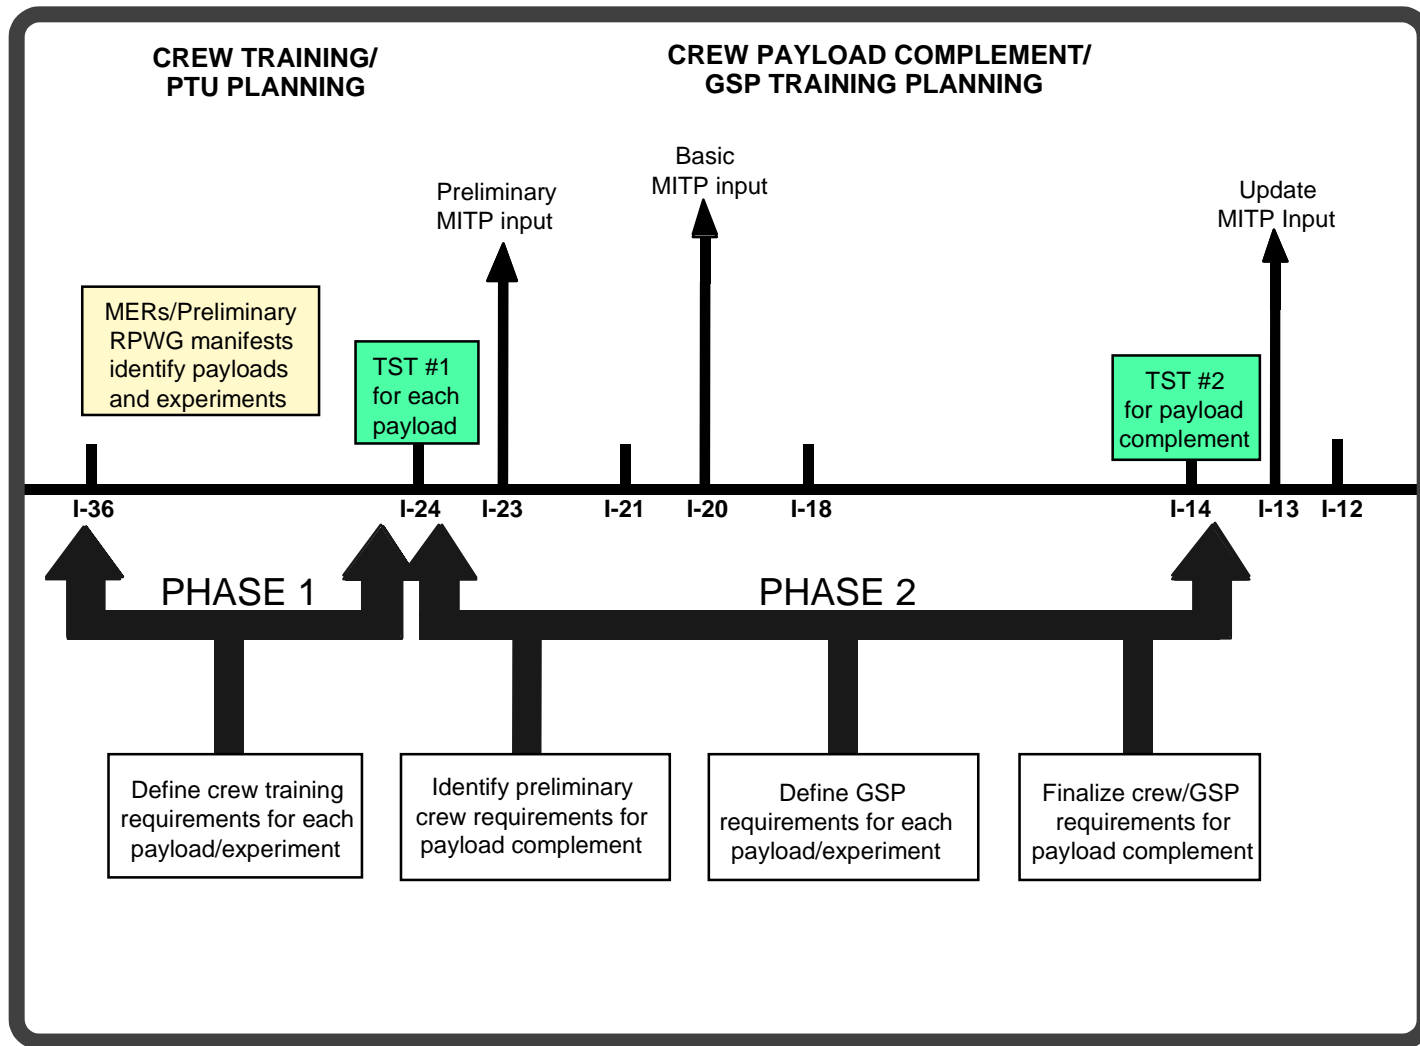 CREW TRAINING/
PTU PLANNING
CREW PAYLOAD COMPLEMENT/
GSP TRAINING PLANNING
Preliminary
MITP input
Basic
MITP input
Update
MITP Input
MERs/Preliminary
RPWG manifests
identify payloads
and experiments
TST #1
for each
payload
TST #2
for payload
complement
I-36
I-24
I-23
I-21
I-20
I-18
I-14
I-13
I-12
PHASE 1
PHASE 2
Define crew training
requirements for each
payload/experiment
Identify preliminary
crew requirements for
payload complement
Define GSP
requirements for each
payload/experiment
Finalize crew/GSP
requirements for
payload complement